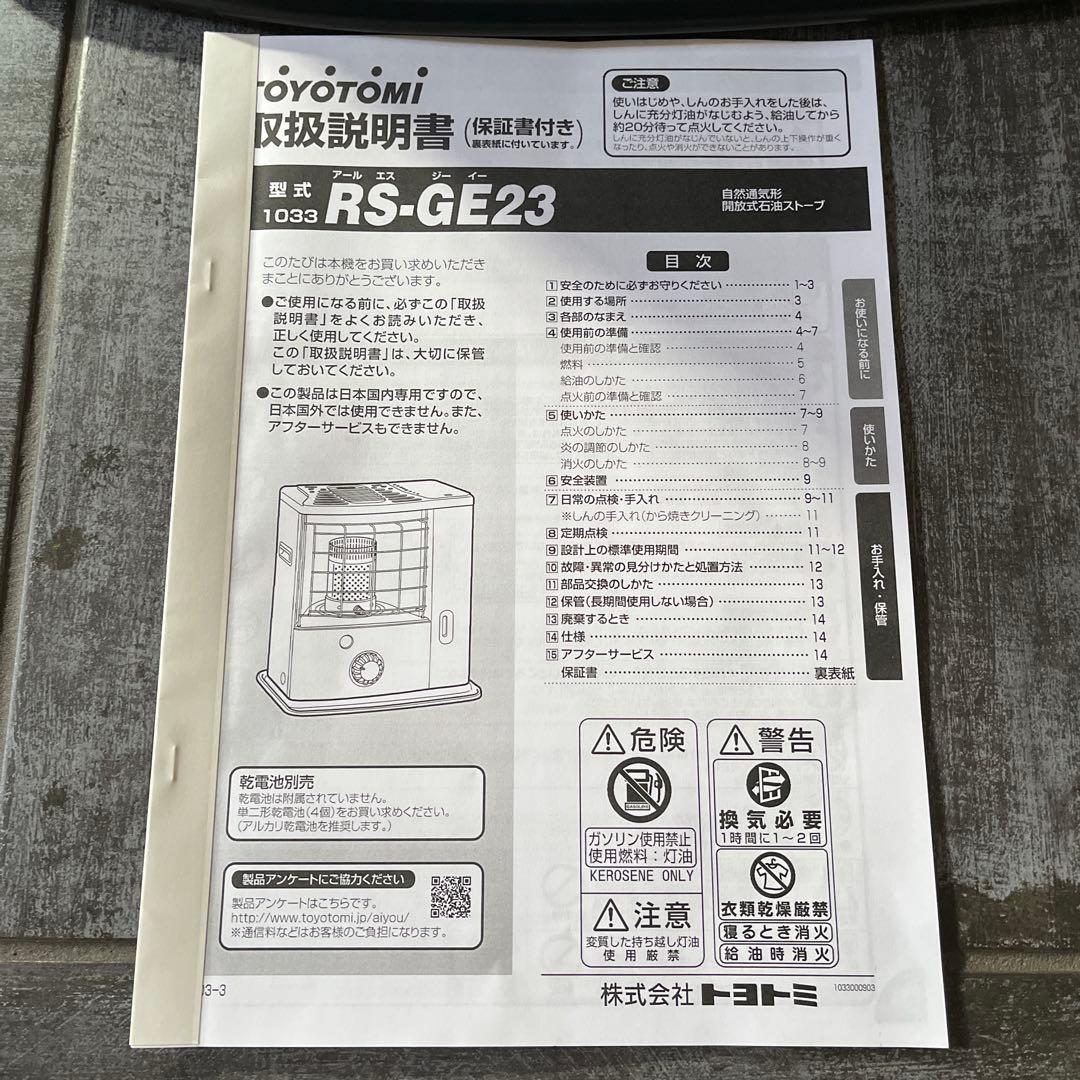 TOYOTOMI
取扱説明書 (保証書付き
裏表紙に付いています。)
ご注意
使いはじめや、しんのお手入れをした後は、
しんに充分灯油がなじむよう、給油してから
約20分待って点火してください。
しんに充分灯油がなじんでいないと、しんの上下操作が重く
なったり、点火や消火ができないことがあります。
アール エス ジー イー
型式 RS-GE23
1033
自然通気形
開放式石油ストーブ
このたびは本機をお買い求めいただき
まことにありがとうございます。
●ご使用になる前に、必ずこの「取扱
説明書」をよくお読みいただき、
正しく使用してください。
この「取扱説明書」は、大切に保管
しておいてください。
●この製品は日本国内専用ですので、
日本国外では使用できません。また、
アフターサービスもできません。
目次
1 安全のために必ずお守りください 1~3
2 使用する場所 3
3 各部のなまえ 4
4 使用前の準備 4~7
使用前の準備と確認 4
燃料 5
給油のしかた 6
点火前の準備と確認 7
5 使いかた 7~9
点火のしかた 7
炎の調節のしかた 8
消火のしかた 8~9
6 安全装置 9
7 日常の点検・手入れ 9~11
※しんの手入れ(から焼きクリーニング) 11
8 定期点検 11
9 設計上の標準使用期間 11~12
10 故障・異常の見分けかたと処置方法 12
11 部品交換のしかた 13
12 保管(長期間使用しない場合) 13
13 廃棄するとき 14
14 仕様 14
15 アフターサービス 14
保証書 裏表紙
お使いになる前に
使いかた
お手入れ・保管
乾電池別売
乾電池は附属されていません。
単二形乾電池(4個)をお買い求めください。
(アルカリ乾電池を推奨します。)
製品アンケートにご協力ください
製品アンケートはこちらです。
http://www.toyotomi.jp/aiyou/
※通信料などはお客様のご負担になります。
危険
GASOLINE
ガソリン使用禁止
使用燃料:灯油
KEROSENE ONLY
注意
変質した持ち越し灯油
使用厳禁
警告
換気必要
1時間に1~2回
衣類乾燥厳禁
寝るとき消火
給油時消火
33-3
株式会社 トヨトミ
1033000903